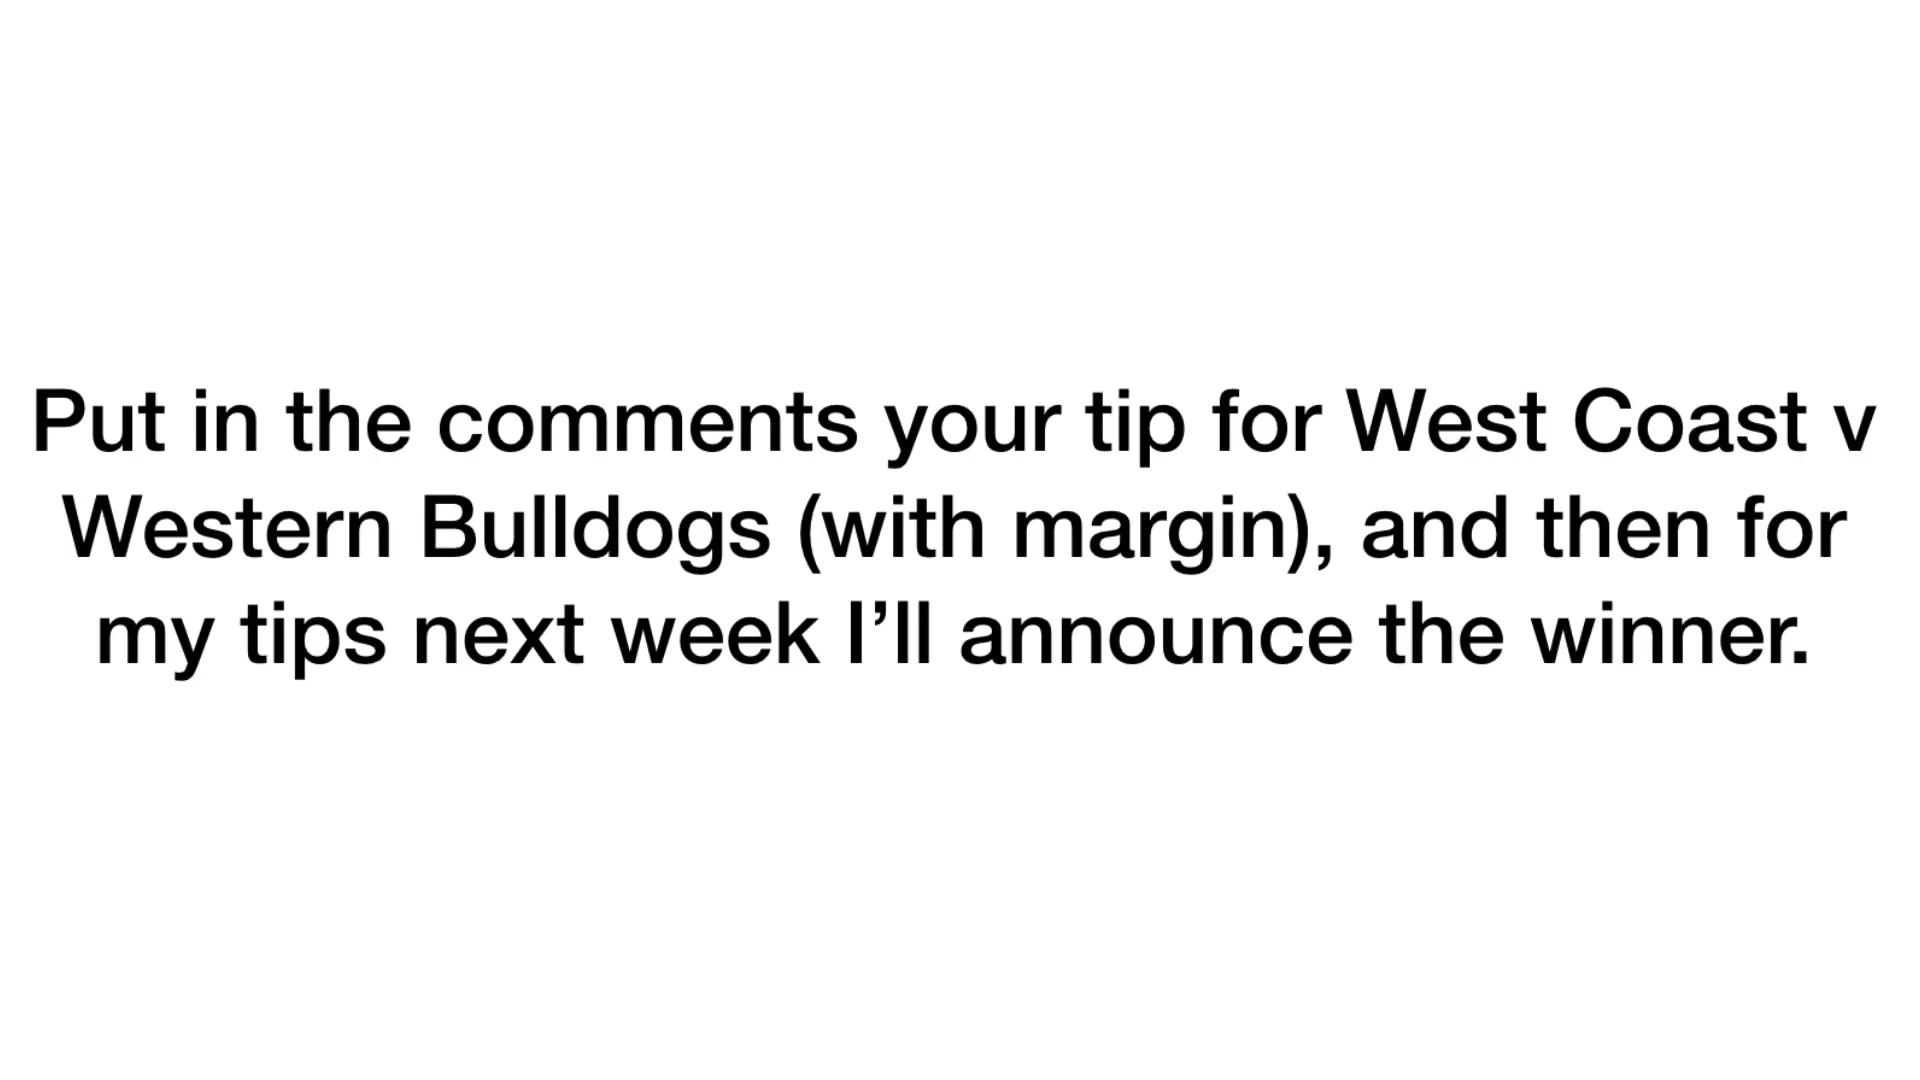 Put in the comments your tip for West Coast v
Western Bulldogs (with margin), and then for
my tips next week I’ll announce the winner.